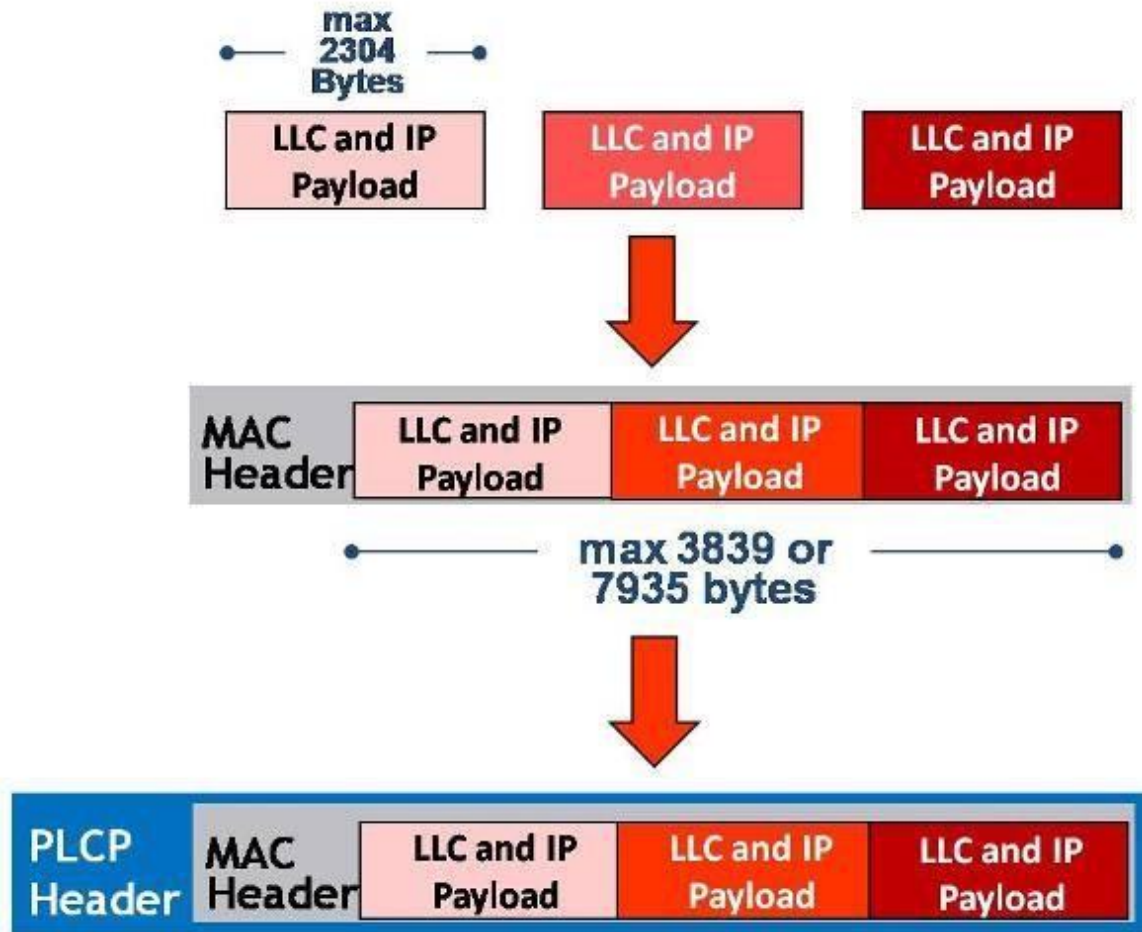 max
2304
Bytes
LLC and IP
Payload
LLC and IP
Payload
LLC and IP
Payload
MAC
Header
LLC and IP
Payload
LLC and IP
Payload
LLC and IP
Payload
max 3839 or
7935 bytes
PLCP
Header
MAC
Header
LLC and IP
Payload
LLC and IP
Payload
LLC and IP
Payload